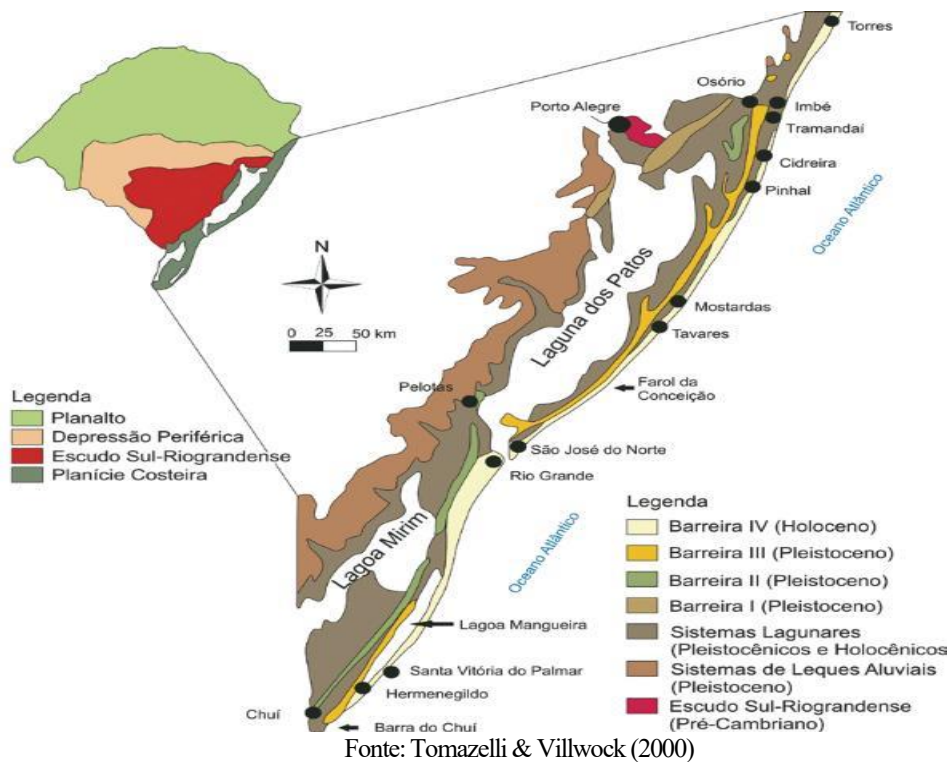 Torres
Osório
Porto Alegre
Imbé
Tramandaí
Cidreira
Pinhal
Oceano Atlântico
N
0 25 50 km
Laguna dos Patos
Mostardas
Tavares
Farol da
Conceição
Pelotas
São José do Norte
Rio Grande
Legenda
Planalto
Depressão Periférica
Escudo Sul-Riograndense
Planície Costeira
Lagoa Mirim
Oceano Atlântico
Lagoa Mangueira
Santa Vitória do Palmar
Hermenegildo
Chuí
Barra do Chuí
Legenda
Barreira IV (Holoceno)
Barreira III (Pleistoceno)
Barreira II (Pleistoceno)
Barreira I (Pleistoceno)
Sistemas Lagunares
(Pleistocênicos e Holocênicos
Sistemas de Leques Aluviais
(Pleistoceno)
Escudo Sul-Riograndense
(Pré-Cambriano)
Fonte: Tomazelli & Villwock (2000)